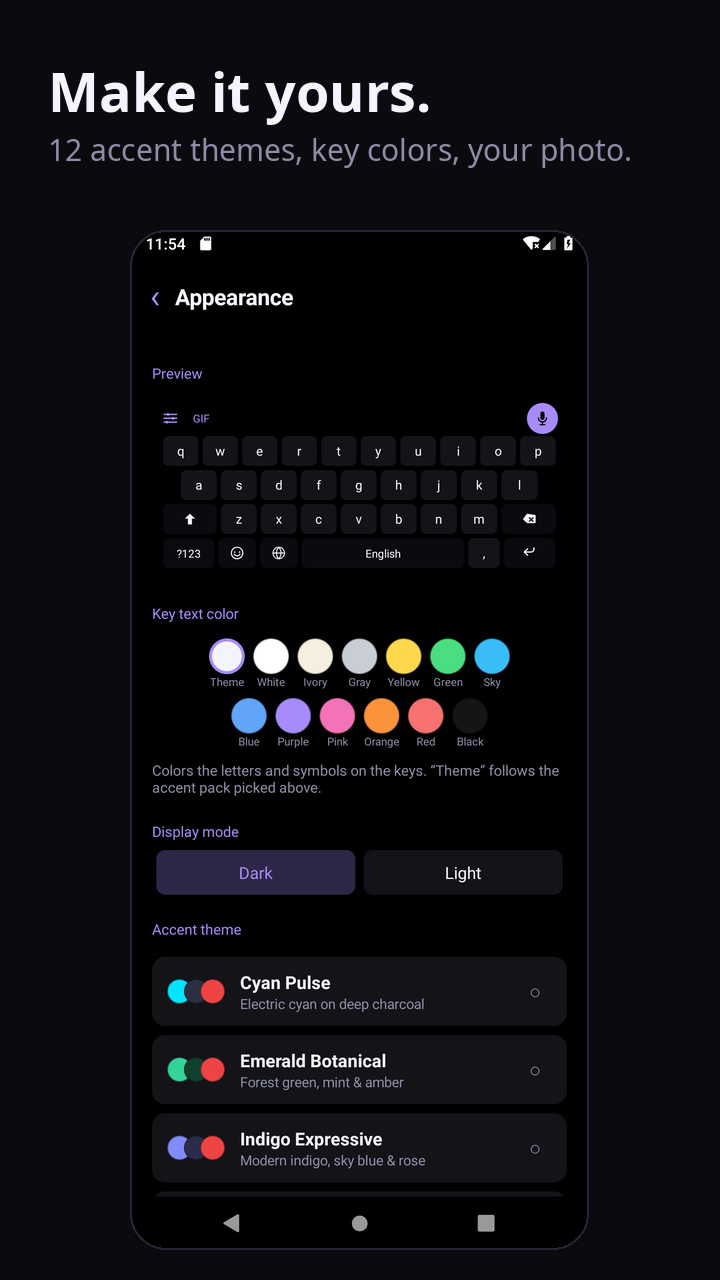 Make it yours.
12 accent themes, key colors, your photo.
11:54
‹ Appearance
Preview
GIF
q w e r t y u i o p
a s d f g h j k l
z x c v b n m
?123 English ,
Key text color
Theme White Ivory Gray Yellow Green Sky
Blue Purple Pink Orange Red Black
Colors the letters and symbols on the keys. “Theme” follows the
accent pack picked above.
Display mode
Dark Light
Accent theme
Cyan Pulse
Electric cyan on deep charcoal
Emerald Botanical
Forest green, mint & amber
Indigo Expressive
Modern indigo, sky blue & rose